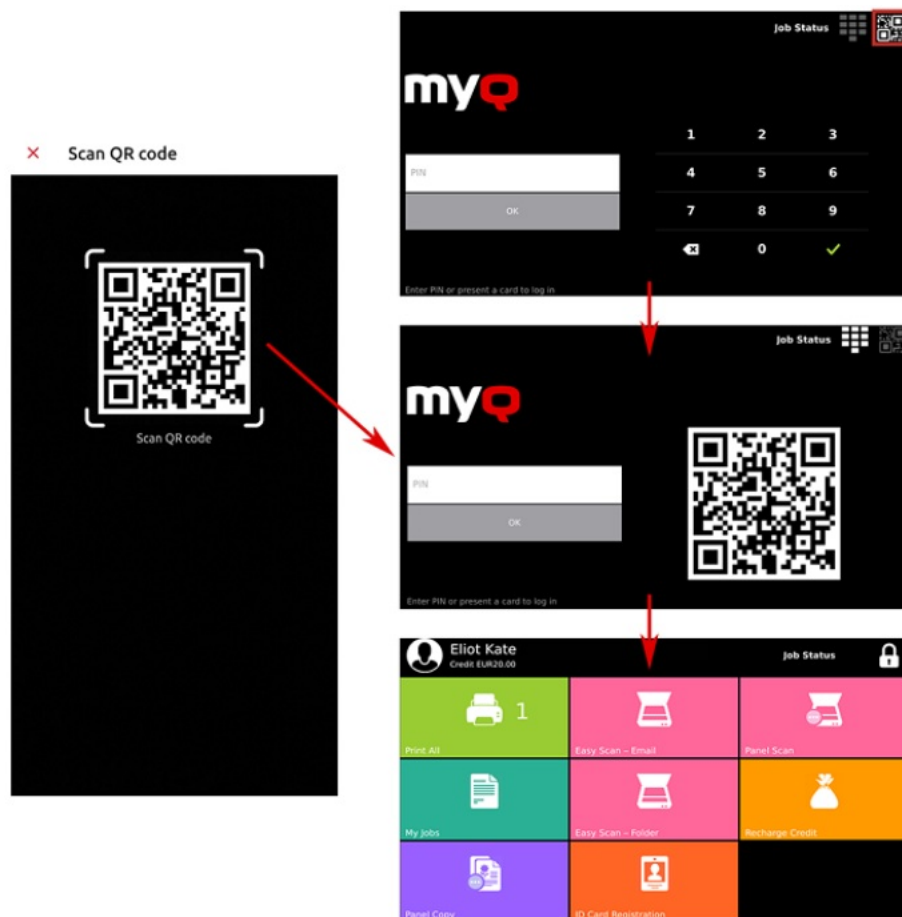 Scan QR code
Scan QR code
Job Status
myQ
PIN
OK
1 2 3
4 5 6
7 8 9
0
Enter PIN or present a card to log in
Job Status
myQ
PIN
OK
Enter PIN or present a card to log in
Eliot Kate
Credit EUR20.00
Job Status
1
Print All
Easy Scan – Email
Panel Scan
My Jobs
Easy Scan – Folder
Recharge Credit
Panel Copy
ID Card Registration